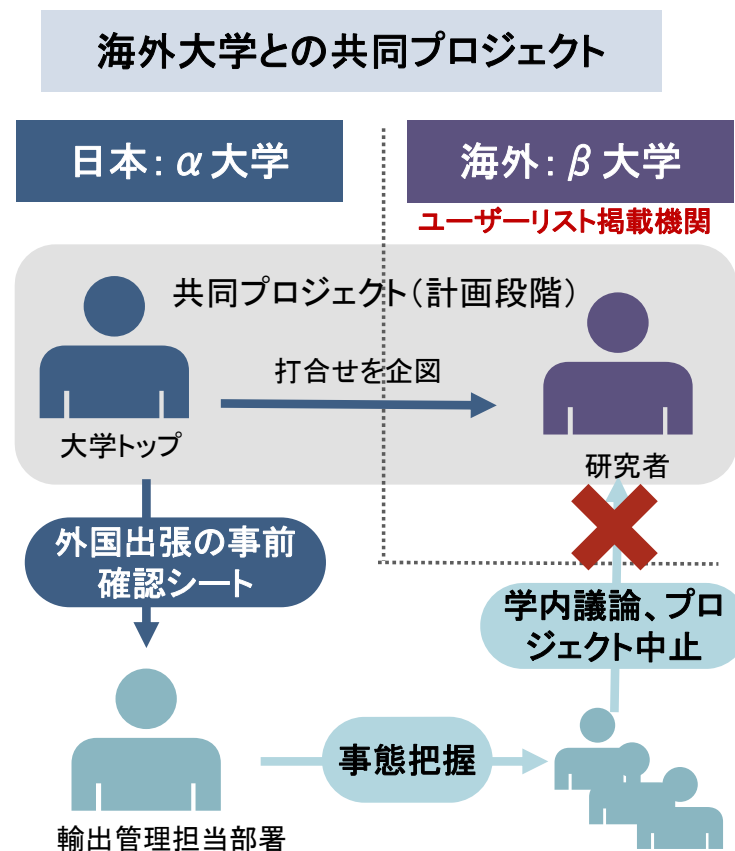 海外大学との共同プロジェクト
日本：α大学
海外：β大学
ユーザーリスト掲載機関
共同プロジェクト（計画段階）
打合せを企図
大学トップ
研究者
外国出張の事前
確認シート
学内議論、プロ
ジェクト中止
事態把握
輸出管理担当部署